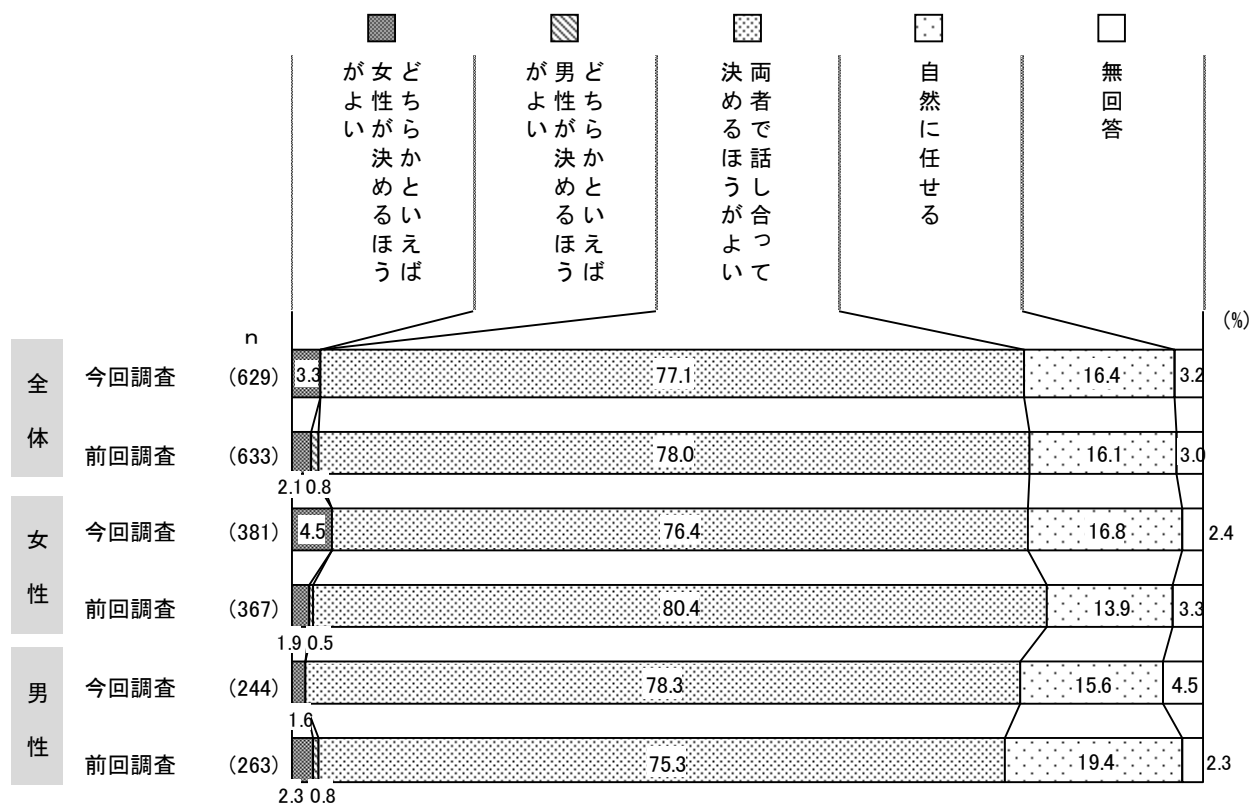 どちらかといえば
女性が決めるほう
がよい
どちらかといえば
男性が決めるほう
がよい
両者で話し合って
決めるほうがよい
自然に任せる
無回答
(%)
n
全体
今回調査 (629) 3.3 77.1 16.4 3.2
前回調査 (633) 78.0 16.1 3.0
2.1 0.8
女性
今回調査 (381) 4.5 76.4 16.8 2.4
前回調査 (367) 80.4 13.9 3.3
1.9 0.5
男性
今回調査 (244) 78.3 15.6 4.5
1.6
前回調査 (263) 75.3 19.4 2.3
2.3 0.8